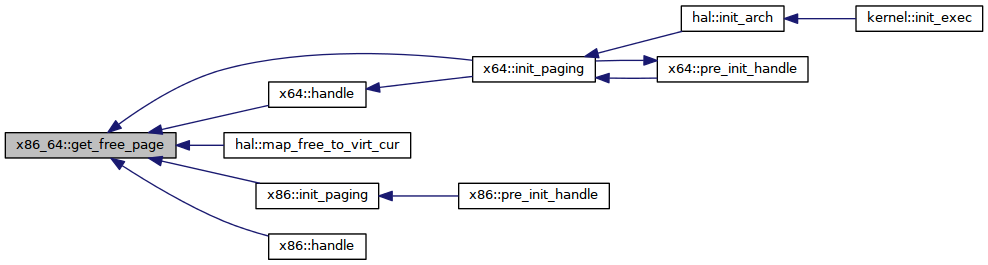 hal::init_arch
kernel::init_exec
x64::init_paging
x64::pre_init_handle
x64::handle
x86_64::get_free_page
hal::map_free_to_virt_cur
x86::init_paging
x86::pre_init_handle
x86::handle